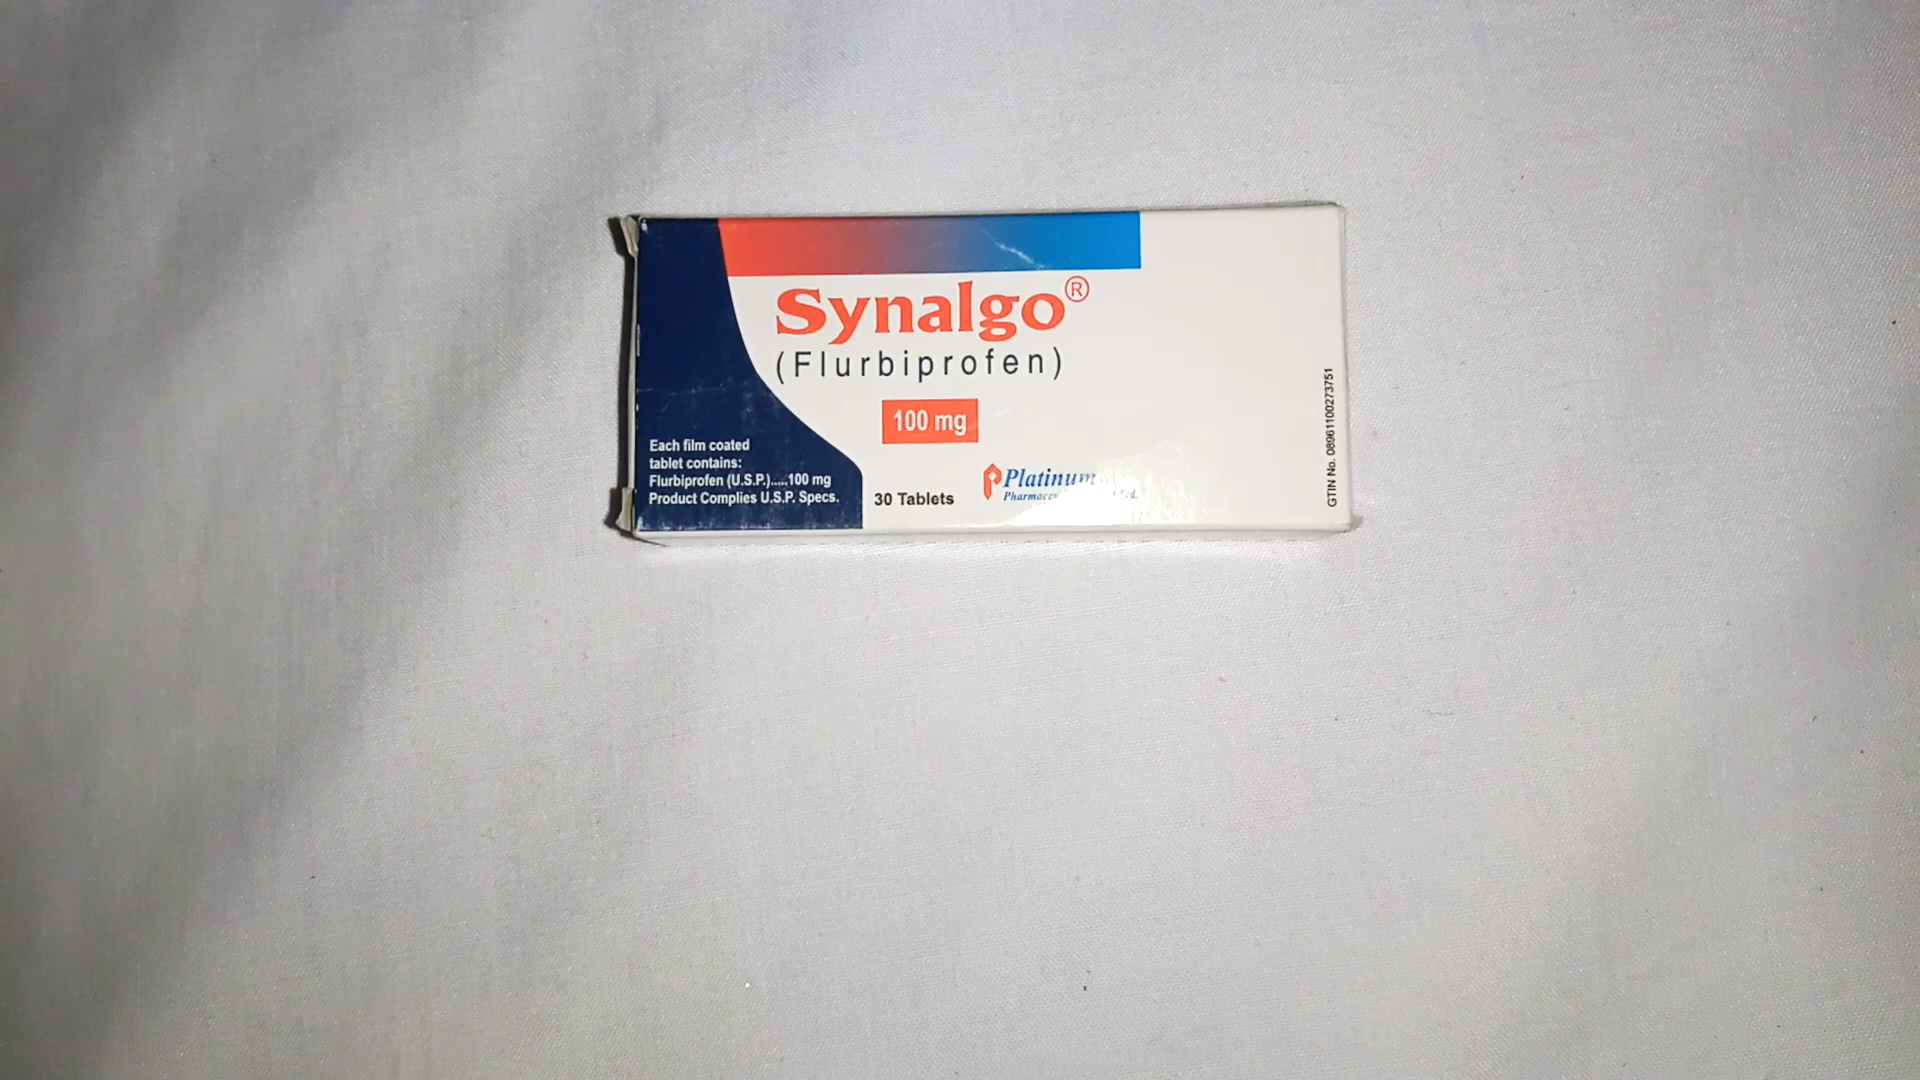 Synalgo®
(Flurbiprofen)
100 mg
Each film coated
tablet contains:
Flurbiprofen (U.S.P.).....100 mg
Product Complies U.S.P. Specs.
30 Tablets
Platinum
GTIN No. 08961100273751